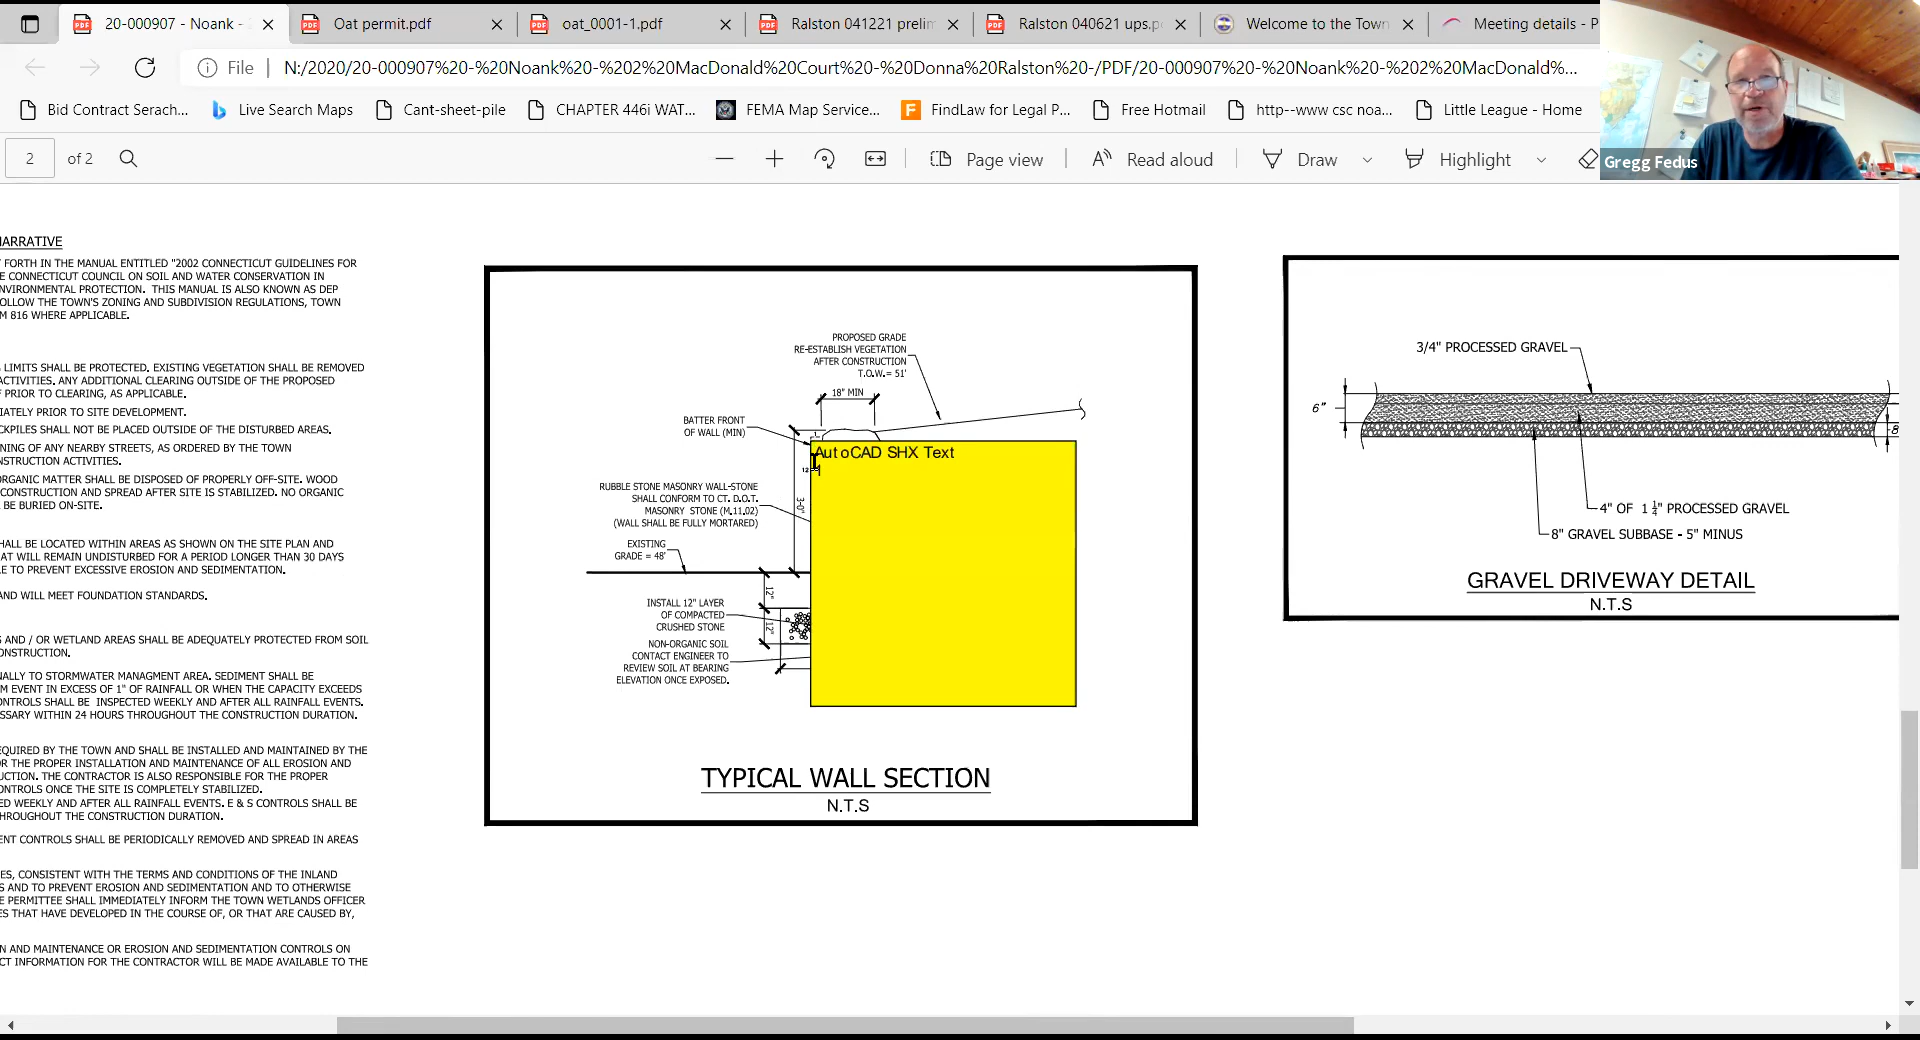 20-000907 - Noank -
Oat permit.pdf
oat_0001-1.pdf
Ralston 041221 prelim
Ralston 040621 ups.p
Welcome to the Town
Meeting details - P
File
N:/2020/20-000907%20-%20Noank%20-%202%20MacDonald%20Court%20-%20Donna%20Ralston%20-/PDF/20-000907%20-%20Noank%20-%202%20MacDonald%...
Bid Contract Serach...
Live Search Maps
Cant-sheet-pile
CHAPTER 446i WAT...
FEMA Map Service...
FindLaw for Legal P...
Free Hotmail
http--www csc noa...
Little League - Home
2 of 2
Page view
Read aloud
Draw
Highlight
Gregg Fedus
ARRATIVE
FORTH IN THE MANUAL ENTITLED "2002 CONNECTICUT GUIDELINES FOR
E CONNECTICUT COUNCIL ON SOIL AND WATER CONSERVATION IN
NVIRONMENTAL PROTECTION. THIS MANUAL IS ALSO KNOWN AS DEP
OLLOW THE TOWN'S ZONING AND SUBDIVISION REGULATIONS, TOWN
M 816 WHERE APPLICABLE.
LIMITS SHALL BE PROTECTED. EXISTING VEGETATION SHALL BE REMOVED
ACTIVITIES. ANY ADDITIONAL CLEARING OUTSIDE OF THE PROPOSED
F PRIOR TO CLEARING, AS APPLICABLE.
IATELY PRIOR TO SITE DEVELOPMENT.
CKPILES SHALL NOT BE PLACED OUTSIDE OF THE DISTURBED AREAS.
NING OF ANY NEARBY STREETS, AS ORDERED BY THE TOWN
NSTRUCTION ACTIVITIES.
ORGANIC MATTER SHALL BE DISPOSED OF PROPERLY OFF-SITE. WOOD
CONSTRUCTION AND SPREAD AFTER SITE IS STABILIZED. NO ORGANIC
BE BURIED ON-SITE.
HALL BE LOCATED WITHIN AREAS AS SHOWN ON THE SITE PLAN AND
AT WILL REMAIN UNDISTURBED FOR A PERIOD LONGER THAN 30 DAYS
LE TO PREVENT EXCESSIVE EROSION AND SEDIMENTATION.
AND WILL MEET FOUNDATION STANDARDS.
S AND / OR WETLAND AREAS SHALL BE ADEQUATELY PROTECTED FROM SOIL
ONSTRUCTION.
NALLY TO STORMWATER MANAGMENT AREA. SEDIMENT SHALL BE
M EVENT IN EXCESS OF 1" OF RAINFALL OR WHEN THE CAPACITY EXCEEDS
ONTROLS SHALL BE INSPECTED WEEKLY AND AFTER ALL RAINFALL EVENTS.
SSARY WITHIN 24 HOURS THROUGHOUT THE CONSTRUCTION DURATION.
EQUIRED BY THE TOWN AND SHALL BE INSTALLED AND MAINTAINED BY THE
OR THE PROPER INSTALLATION AND MAINTENANCE OF ALL EROSION AND
UCTION. THE CONTRACTOR IS ALSO RESPONSIBLE FOR THE PROPER
ONTROLS ONCE THE SITE IS COMPLETELY STABILIZED.
ED WEEKLY AND AFTER ALL RAINFALL EVENTS. E & S CONTROLS SHALL BE
HROUGHOUT THE CONSTRUCTION DURATION.
ENT CONTROLS SHALL BE PERIODICALLY REMOVED AND SPREAD IN AREAS
ES, CONSISTENT WITH THE TERMS AND CONDITIONS OF THE INLAND
S AND TO PREVENT EROSION AND SEDIMENTATION AND TO OTHERWISE
E PERMITTEE SHALL IMMEDIATELY INFORM THE TOWN WETLANDS OFFICER
ES THAT HAVE DEVELOPED IN THE COURSE OF, OR THAT ARE CAUSED BY,
N AND MAINTENANCE OR EROSION AND SEDIMENTATION CONTROLS ON
CT INFORMATION FOR THE CONTRACTOR WILL BE MADE AVAILABLE TO THE
PROPOSED GRADE
RE-ESTABLISH VEGETATION
AFTER CONSTRUCTION
T.O.W.= 51'
18" MIN
BATTER FRONT
OF WALL (MIN)
1
12
AutoCAD SHX Text
3'-0"
RUBBLE STONE MASONRY WALL-STONE
SHALL CONFORM TO CT. D.O.T.
MASONRY STONE (M.11.02)
(WALL SHALL BE FULLY MORTARED)
EXISTING
GRADE = 48'
12"
INSTALL 12" LAYER
OF COMPACTED
CRUSHED STONE
12"
NON-ORGANIC SOIL
CONTACT ENGINEER TO
REVIEW SOIL AT BEARING
ELEVATION ONCE EXPOSED.
TYPICAL WALL SECTION
N.T.S
3/4" PROCESSED GRAVEL
6"
8
4" OF 1 1/4" PROCESSED GRAVEL
8" GRAVEL SUBBASE - 5" MINUS
GRAVEL DRIVEWAY DETAIL
N.T.S